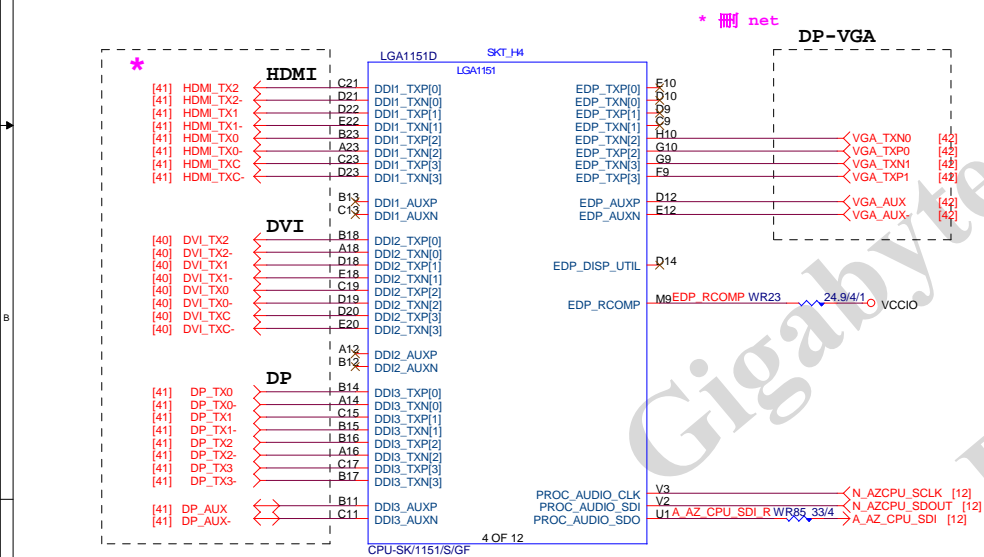 * 刪 net
DP-VGA
LGA1151D SKT_H4
* HDMI LGA1151
[41] HDMI_TX2 C21 DDI1_TXP[0] EDP_TXP[0] E10
[41] HDMI_TX2- D21 DDI1_TXN[0] EDP_TXN[0] D10
[41] HDMI_TX1 D22 DDI1_TXP[1] EDP_TXP[1] D9
[41] HDMI_TX1- E22 DDI1_TXN[1] EDP_TXN[1] C9
[41] HDMI_TX0 B23 DDI1_TXP[2] EDP_TXN[2] H10 VGA_TXN0 [42]
[41] HDMI_TX0- A23 DDI1_TXN[2] EDP_TXP[2] G10 VGA_TXP0 [42]
[41] HDMI_TXC C23 DDI1_TXP[3] EDP_TXN[3] G9 VGA_TXN1 [42]
[41] HDMI_TXC- D23 DDI1_TXN[3] EDP_TXP[3] F9 VGA_TXP1 [42]
B13 DDI1_AUXP EDP_AUXP D12 VGA_AUX [42]
C13 DDI1_AUXN EDP_AUXN E12 VGA_AUX- [42]
DVI
[40] DVI_TX2 B18 DDI2_TXP[0]
[40] DVI_TX2- A18 DDI2_TXN[0]
[40] DVI_TX1 D18 DDI2_TXP[1] EDP_DISP_UTIL D14
[40] DVI_TX1- E18 DDI2_TXN[1]
[40] DVI_TX0 C19 DDI2_TXP[2]
[40] DVI_TX0- D19 DDI2_TXN[2] EDP_RCOMP M9 EDP_RCOMP WR23 24.9/4/1 VCCIO
[40] DVI_TXC D20 DDI2_TXP[3]
[40] DVI_TXC- E20 DDI2_TXN[3]
B
A12 DDI2_AUXP
B12 DDI2_AUXN
DP
[41] DP_TX0 B14 DDI3_TXP[0]
[41] DP_TX0- A14 DDI3_TXN[0]
[41] DP_TX1 C15 DDI3_TXP[1]
[41] DP_TX1- B15 DDI3_TXN[1]
[41] DP_TX2 B16 DDI3_TXP[2]
[41] DP_TX2- A16 DDI3_TXN[2]
[41] DP_TX3 C17 DDI3_TXP[3]
[41] DP_TX3- B17 DDI3_TXN[3]
PROC_AUDIO_CLK V3 N_AZCPU_SCLK [12]
[41] DP_AUX B11 DDI3_AUXP PROC_AUDIO_SDI V2 N_AZCPU_SDOUT [12]
[41] DP_AUX- C11 DDI3_AUXN PROC_AUDIO_SDO U1 A_AZ_CPU_SDI_R WR85 33/4 A_AZ_CPU_SDI [12]
4 OF 12
CPU-SK/1151/S/GF
Gigabyte